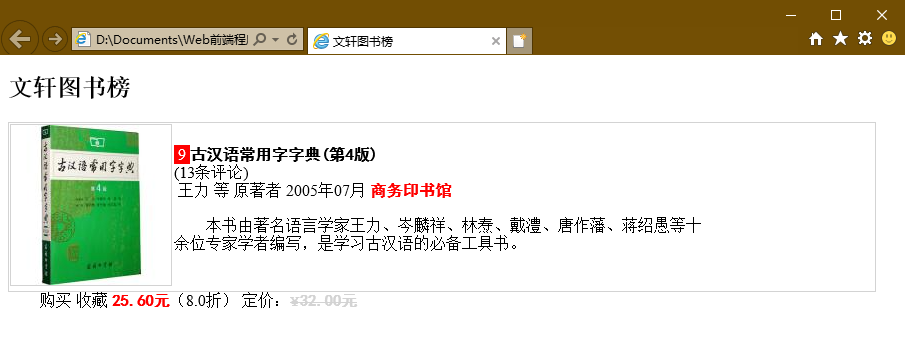 D:\Documents\Web前端程
文轩图书榜
文轩图书榜
古汉语常用字字典
第4版
商务印书馆
9 古汉语常用字字典(第4版)
(13条评论)
王力 等 原著者 2005年07月 商务印书馆
本书由著名语言学家王力、岑麒祥、林焘、戴澧、唐作藩、蒋绍愚等十
余位专家学者编写，是学习古汉语的必备工具书。
购买 收藏 25.60元（8.0折） 定价：¥32.00元